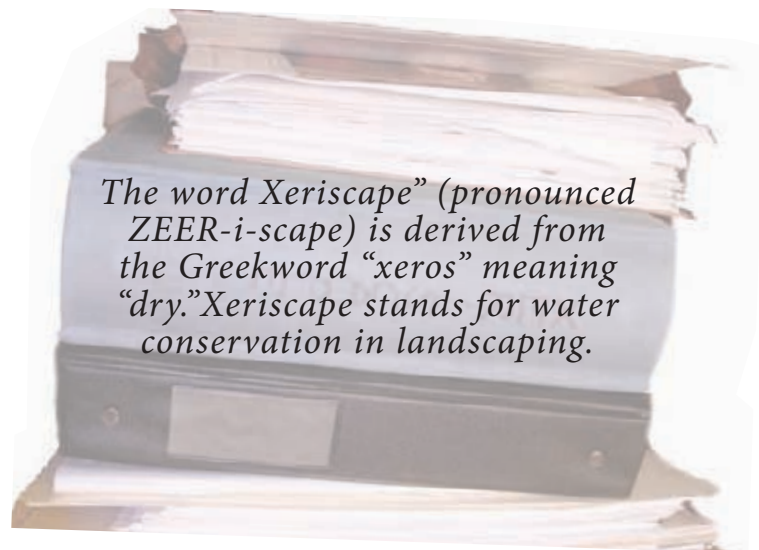 The word Xeriscape” (pronounced
ZEER-i-scape) is derived from
the Greekword “xeros” meaning
“dry.”Xeriscape stands for water
conservation in landscaping.